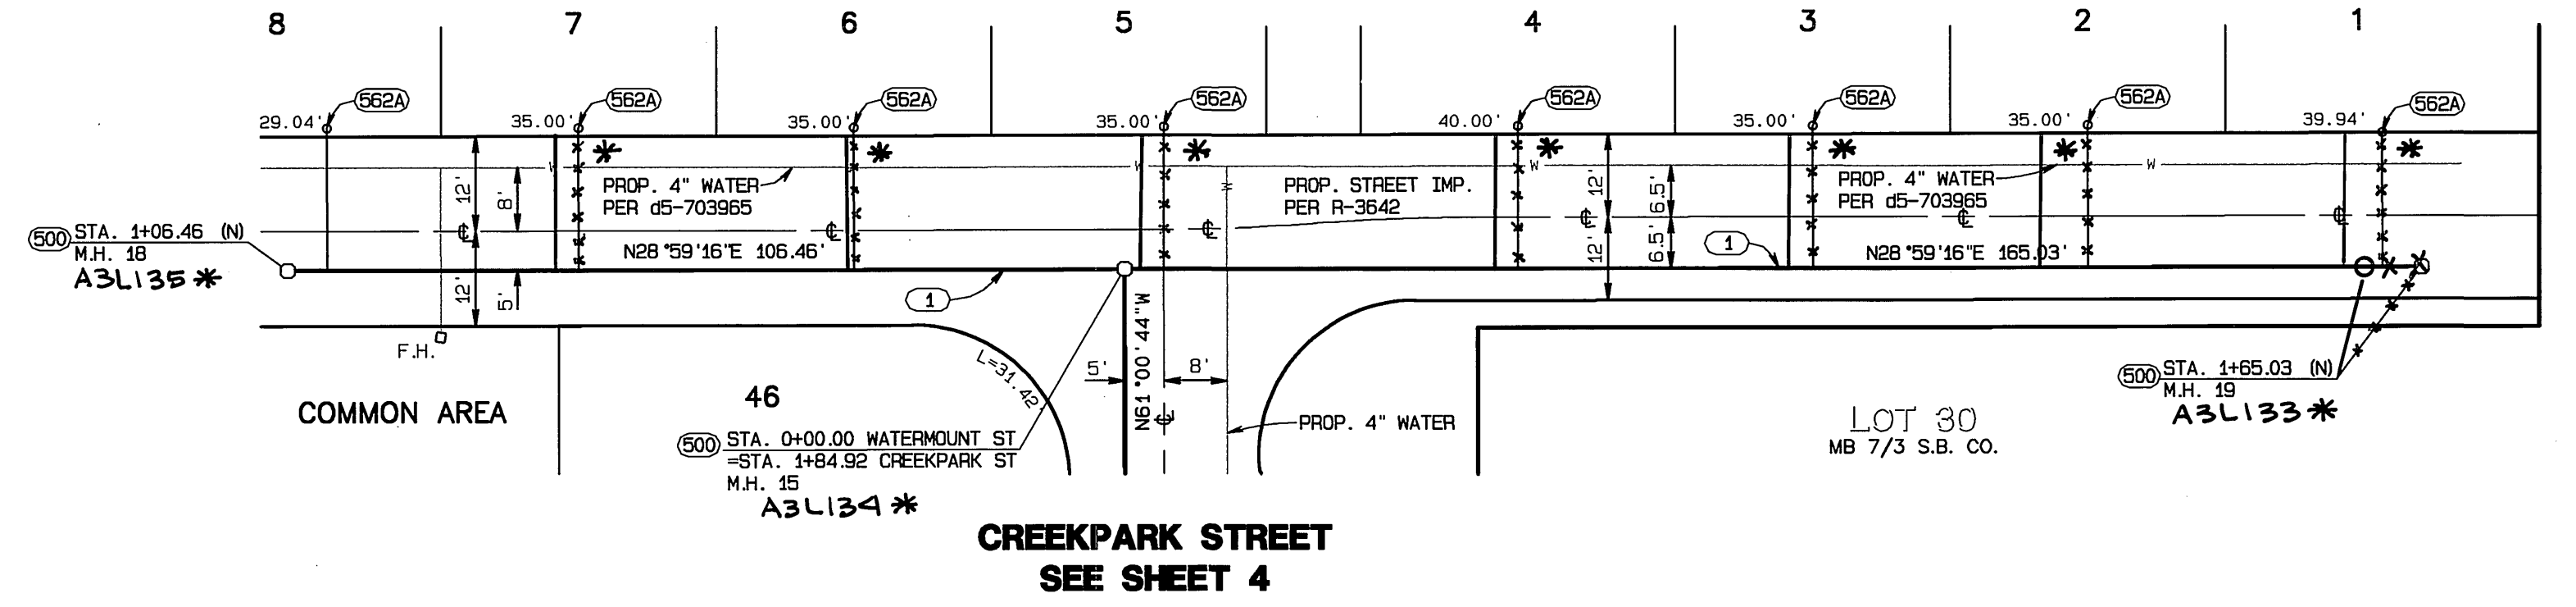 8 7 6 5 4 3 2 1
562A 562A 562A 562A 562A 562A 562A 562A
29.04' 35.00' 35.00' 35.00' 40.00' 35.00' 35.00' 39.94'
W W W W W
12' 8' 12' 5'
PROP. 4" WATER
PER d5-703965
PROP. STREET IMP.
PER R-3642
12' 12' 6.5' 6.5'
PROP. 4" WATER
PER d5-703965
℄ ℄ ℄ ℄ ℄ ℄
N28°59'16"E 106.46'
N28°59'16"E 165.03'
1
1
500 STA. 1+06.46 (N)
M.H. 18
A3L135*
F.H.
COMMON AREA
46
L=31.42'
N61°00'44"W
5' 8'
℄
W
PROP. 4" WATER
500 STA. 0+00.00 WATERMOUNT ST
=STA. 1+84.92 CREEKPARK ST
M.H. 15
A3L134*
LOT 30
MB 7/3 S.B. CO.
500 STA. 1+65.03 (N)
M.H. 19
A3L133*
CREEKPARK STREET
SEE SHEET 4